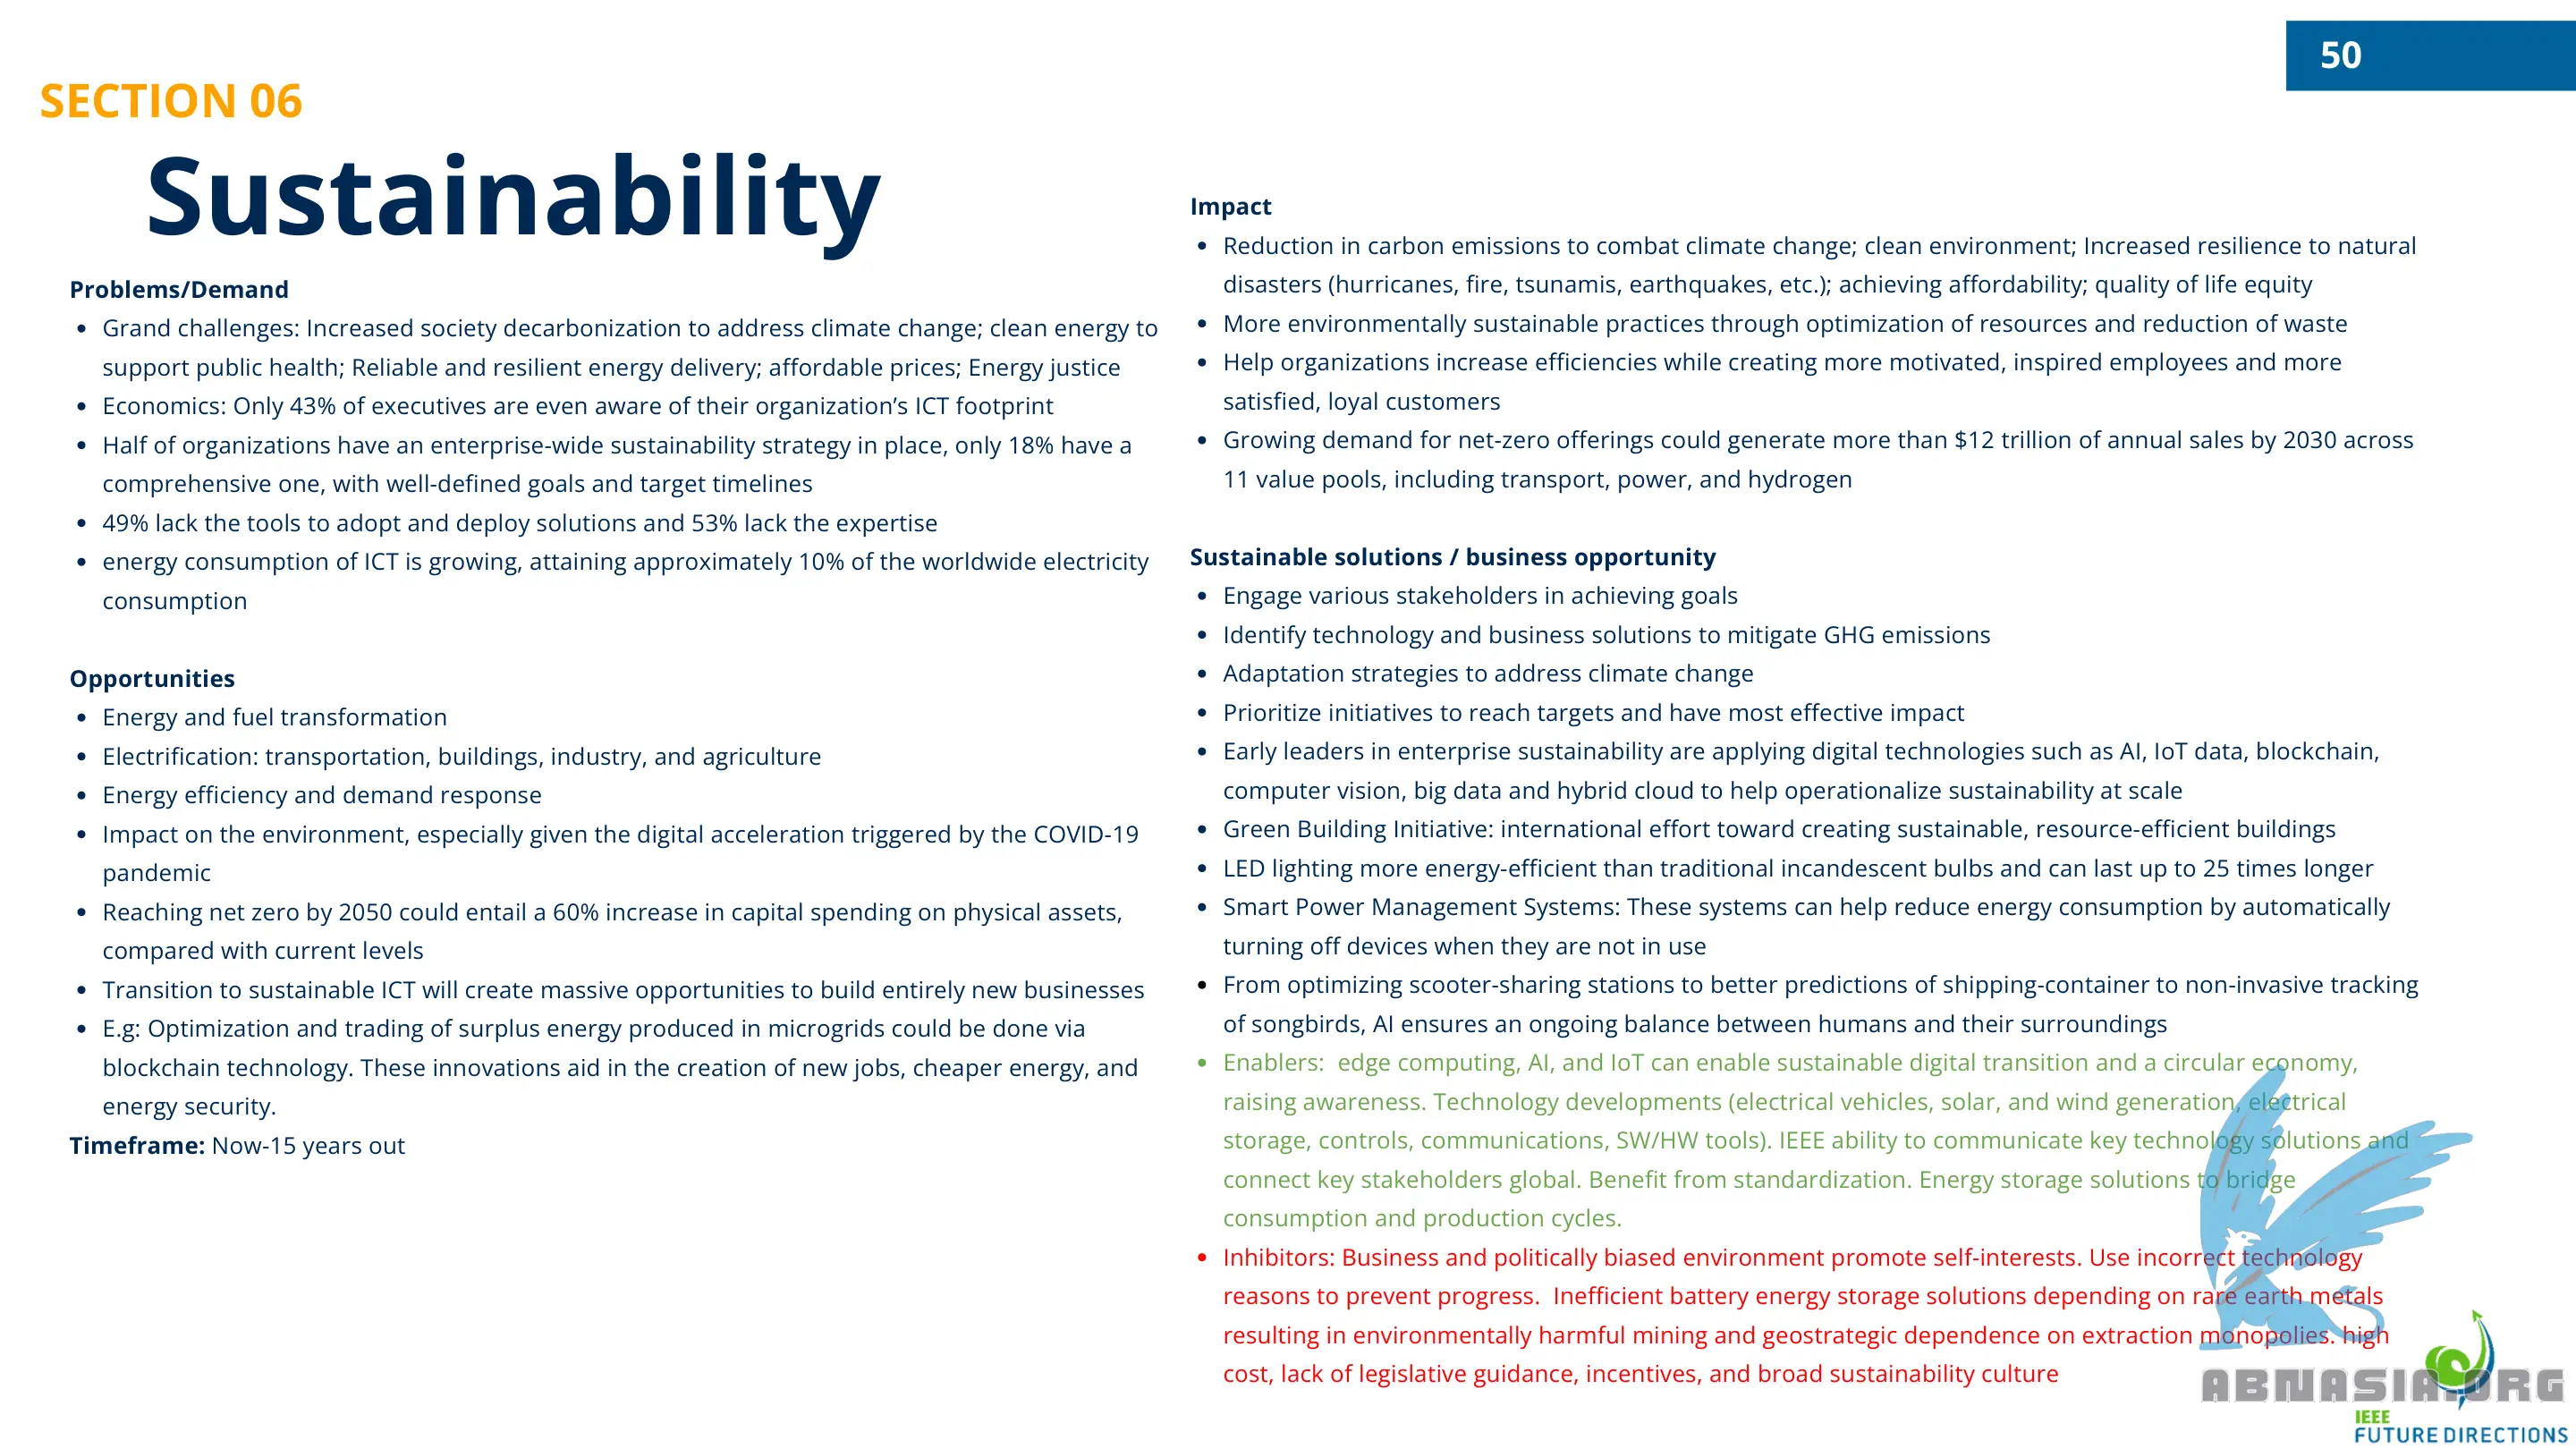 50
SECTION 06
Sustainability
Problems/Demand
• Grand challenges: Increased society decarbonization to address climate change; clean energy to
support public health; Reliable and resilient energy delivery; affordable prices; Energy justice
• Economics: Only 43% of executives are even aware of their organization’s ICT footprint
• Half of organizations have an enterprise-wide sustainability strategy in place, only 18% have a
comprehensive one, with well-defined goals and target timelines
• 49% lack the tools to adopt and deploy solutions and 53% lack the expertise
• energy consumption of ICT is growing, attaining approximately 10% of the worldwide electricity
consumption
Opportunities
• Energy and fuel transformation
• Electrification: transportation, buildings, industry, and agriculture
• Energy efficiency and demand response
• Impact on the environment, especially given the digital acceleration triggered by the COVID-19
pandemic
• Reaching net zero by 2050 could entail a 60% increase in capital spending on physical assets,
compared with current levels
• Transition to sustainable ICT will create massive opportunities to build entirely new businesses
• E.g: Optimization and trading of surplus energy produced in microgrids could be done via
blockchain technology. These innovations aid in the creation of new jobs, cheaper energy, and
energy security.
Timeframe: Now-15 years out
Impact
• Reduction in carbon emissions to combat climate change; clean environment; Increased resilience to natural
disasters (hurricanes, fire, tsunamis, earthquakes, etc.); achieving affordability; quality of life equity
• More environmentally sustainable practices through optimization of resources and reduction of waste
• Help organizations increase efficiencies while creating more motivated, inspired employees and more
satisfied, loyal customers
• Growing demand for net-zero offerings could generate more than $12 trillion of annual sales by 2030 across
11 value pools, including transport, power, and hydrogen
Sustainable solutions / business opportunity
• Engage various stakeholders in achieving goals
• Identify technology and business solutions to mitigate GHG emissions
• Adaptation strategies to address climate change
• Prioritize initiatives to reach targets and have most effective impact
• Early leaders in enterprise sustainability are applying digital technologies such as AI, IoT data, blockchain,
computer vision, big data and hybrid cloud to help operationalize sustainability at scale
• Green Building Initiative: international effort toward creating sustainable, resource-efficient buildings
• LED lighting more energy-efficient than traditional incandescent bulbs and can last up to 25 times longer
• Smart Power Management Systems: These systems can help reduce energy consumption by automatically
turning off devices when they are not in use
• From optimizing scooter-sharing stations to better predictions of shipping-container to non-invasive tracking
of songbirds, AI ensures an ongoing balance between humans and their surroundings
• Enablers:  edge computing, AI, and IoT can enable sustainable digital transition and a circular economy,
raising awareness. Technology developments (electrical vehicles, solar, and wind generation, electrical
storage, controls, communications, SW/HW tools). IEEE ability to communicate key technology solutions and
connect key stakeholders global. Benefit from standardization. Energy storage solutions to bridge
consumption and production cycles.
• Inhibitors: Business and politically biased environment promote self-interests. Use incorrect technology
reasons to prevent progress.  Inefficient battery energy storage solutions depending on rare earth metals
resulting in environmentally harmful mining and geostrategic dependence on extraction monopolies. high
cost, lack of legislative guidance, incentives, and broad sustainability culture
ABNASIA.ORG
IEEE
FUTURE DIRECTIONS